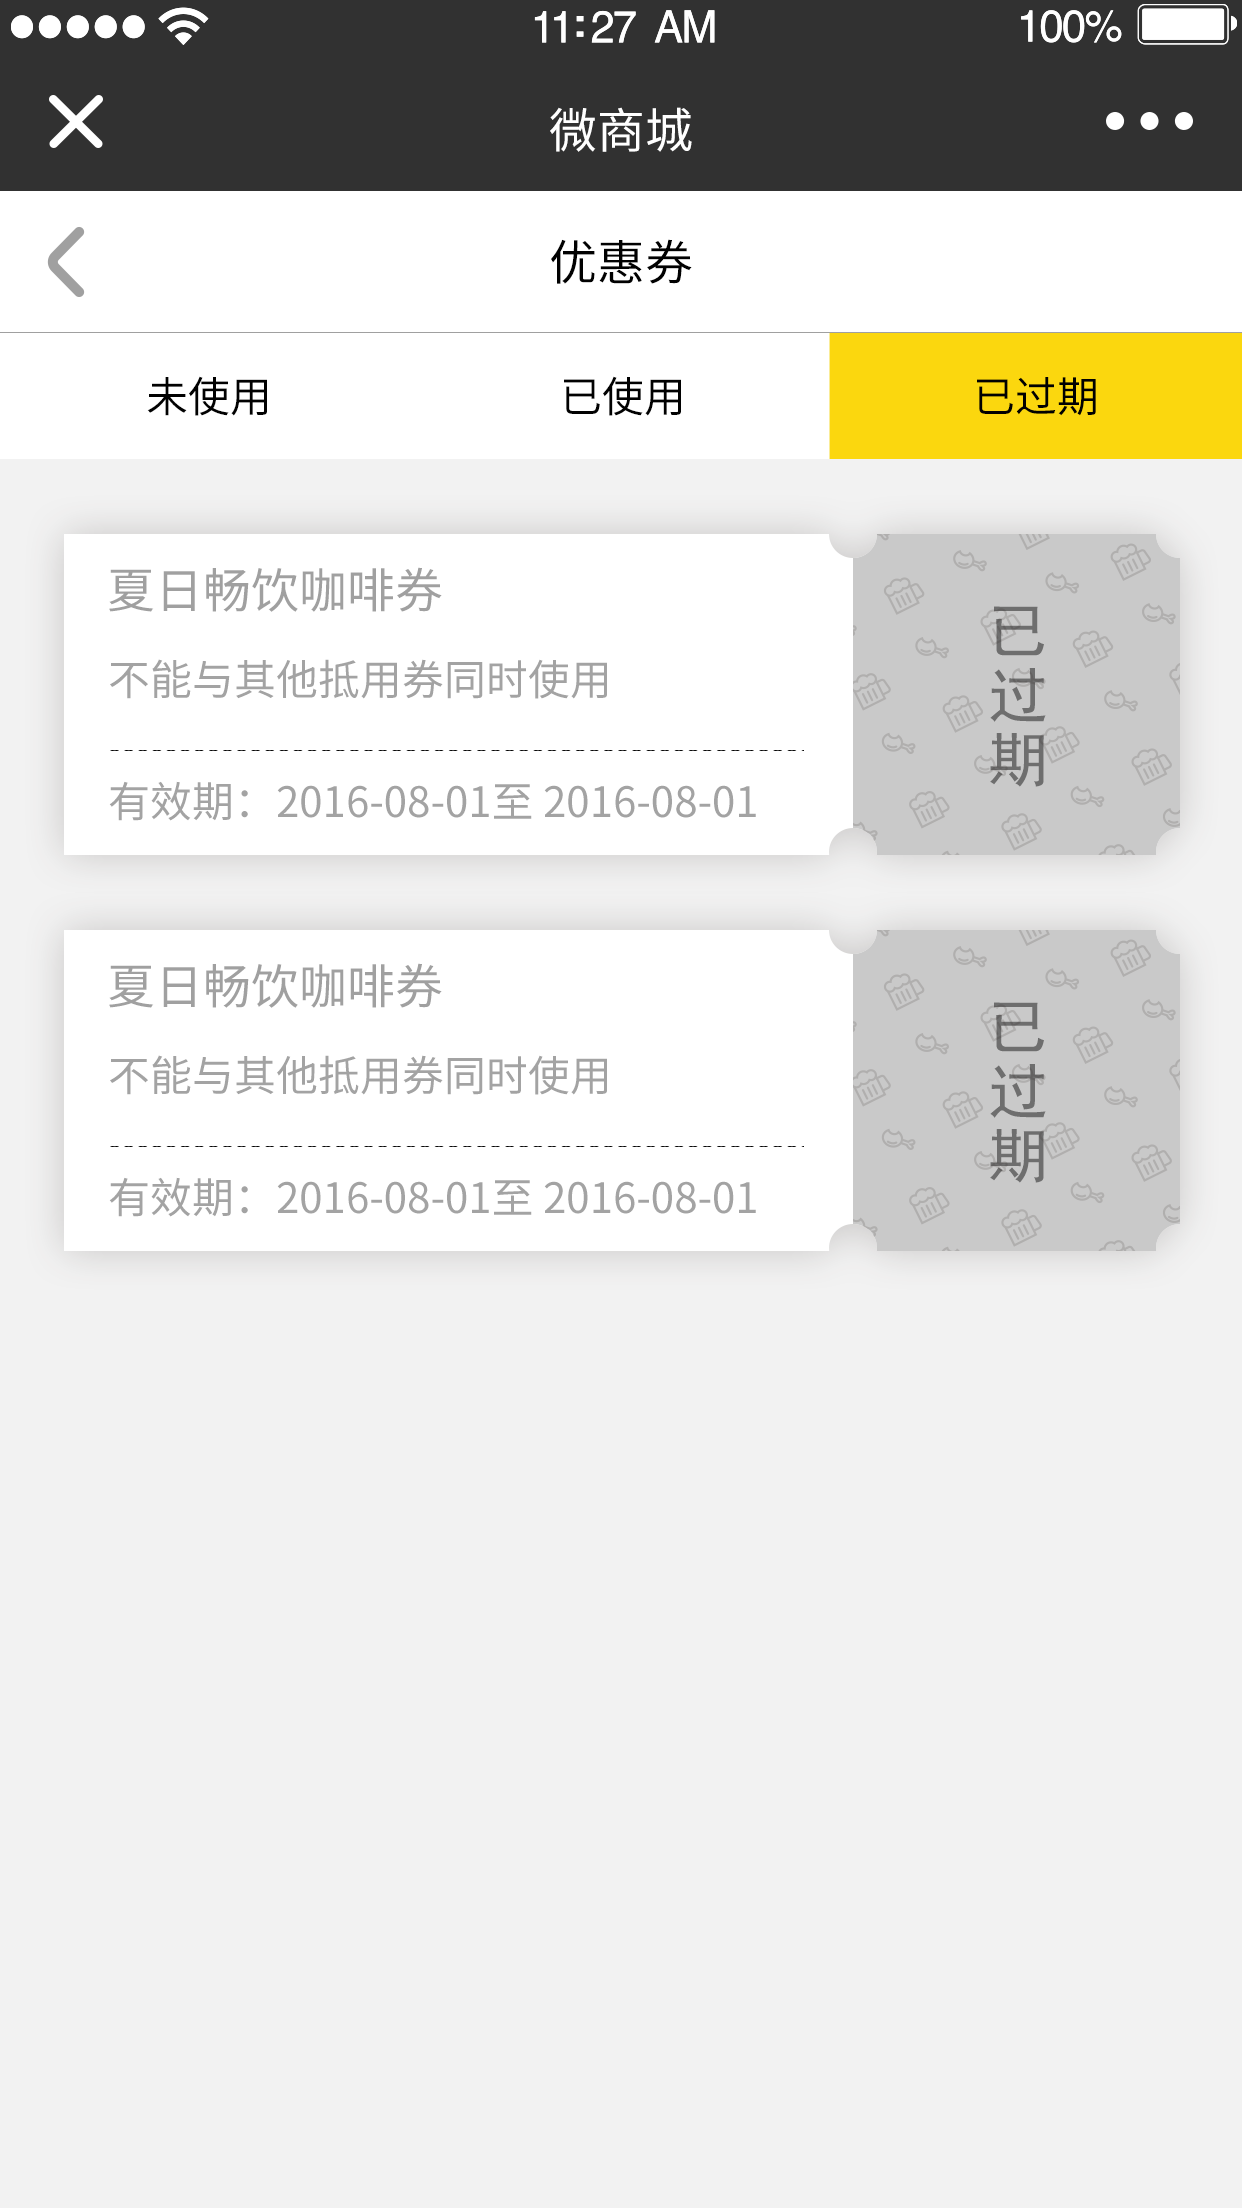 11:27 AM
100%
微商城
优惠券
未使用
已使用
已过期
夏日畅饮咖啡券
不能与其他抵用券同时使用
有效期：2016-08-01至 2016-08-01
已过期
夏日畅饮咖啡券
不能与其他抵用券同时使用
有效期：2016-08-01至 2016-08-01
已过期